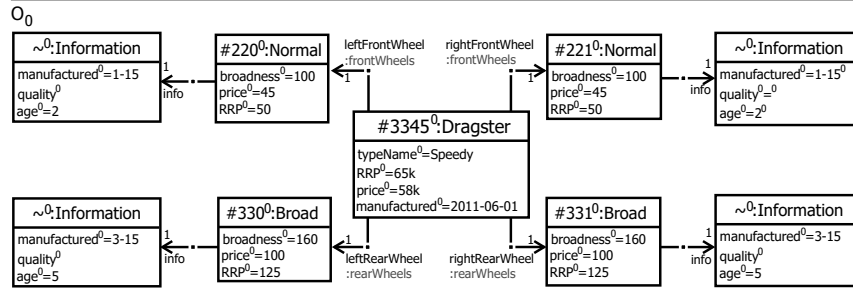 O₀
~⁰:Information
manufactured⁰=1-15
quality⁰
age⁰=2
1
info
#220⁰:Normal
broadness⁰=100
price⁰=45
RRP⁰=50
leftFrontWheel
:frontWheels
1
rightFrontWheel
:frontWheels
1
#221⁰:Normal
broadness⁰=100
price⁰=45
RRP⁰=50
1
info
~⁰:Information
manufactured⁰=1-15⁰
quality⁰=⁰
age⁰=2⁰
#3345⁰:Dragster
typeName⁰=Speedy
RRP⁰=65k
price⁰=58k
manufactured⁰=2011-06-01
~⁰:Information
manufactured⁰=3-15
quality⁰
age⁰=5
1
info
#330⁰:Broad
broadness⁰=160
price⁰=100
RRP⁰=125
1
leftRearWheel
:rearWheels
1
rightRearWheel
:rearWheels
#331⁰:Broad
broadness⁰=160
price⁰=100
RRP⁰=125
1
info
~⁰:Information
manufactured⁰=3-15
quality⁰
age⁰=5